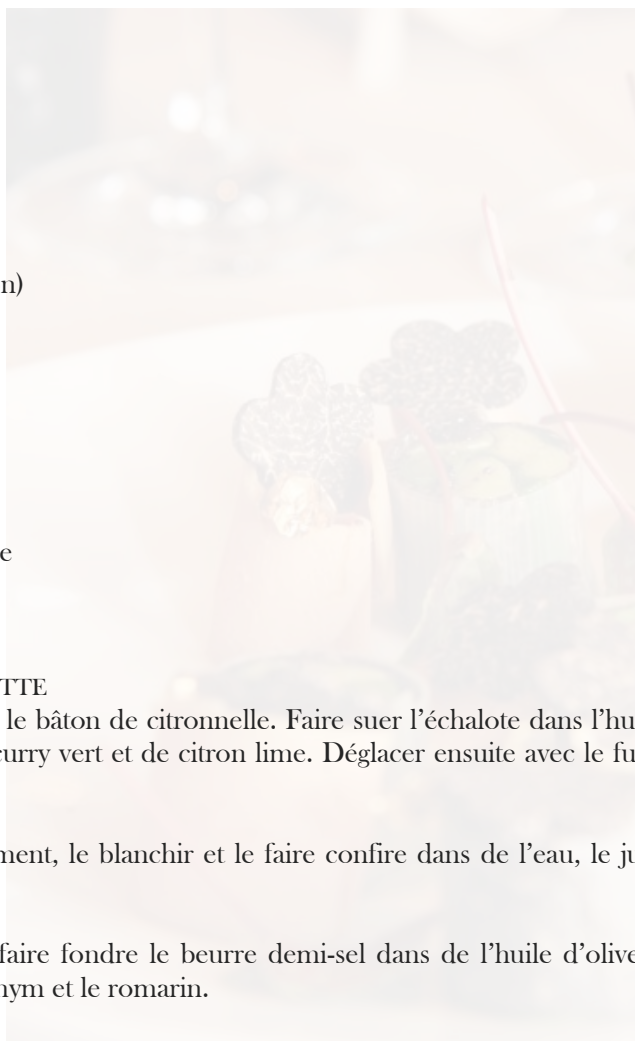 n)
e
TTE
le bâton de citronnelle. Faire suer l’échalote dans l’hu
curry vert et de citron lime. Déglacer ensuite avec le fu
ment, le blanchir et le faire confire dans de l’eau, le ju
faire fondre le beurre demi-sel dans de l’huile d’olive
hym et le romarin.